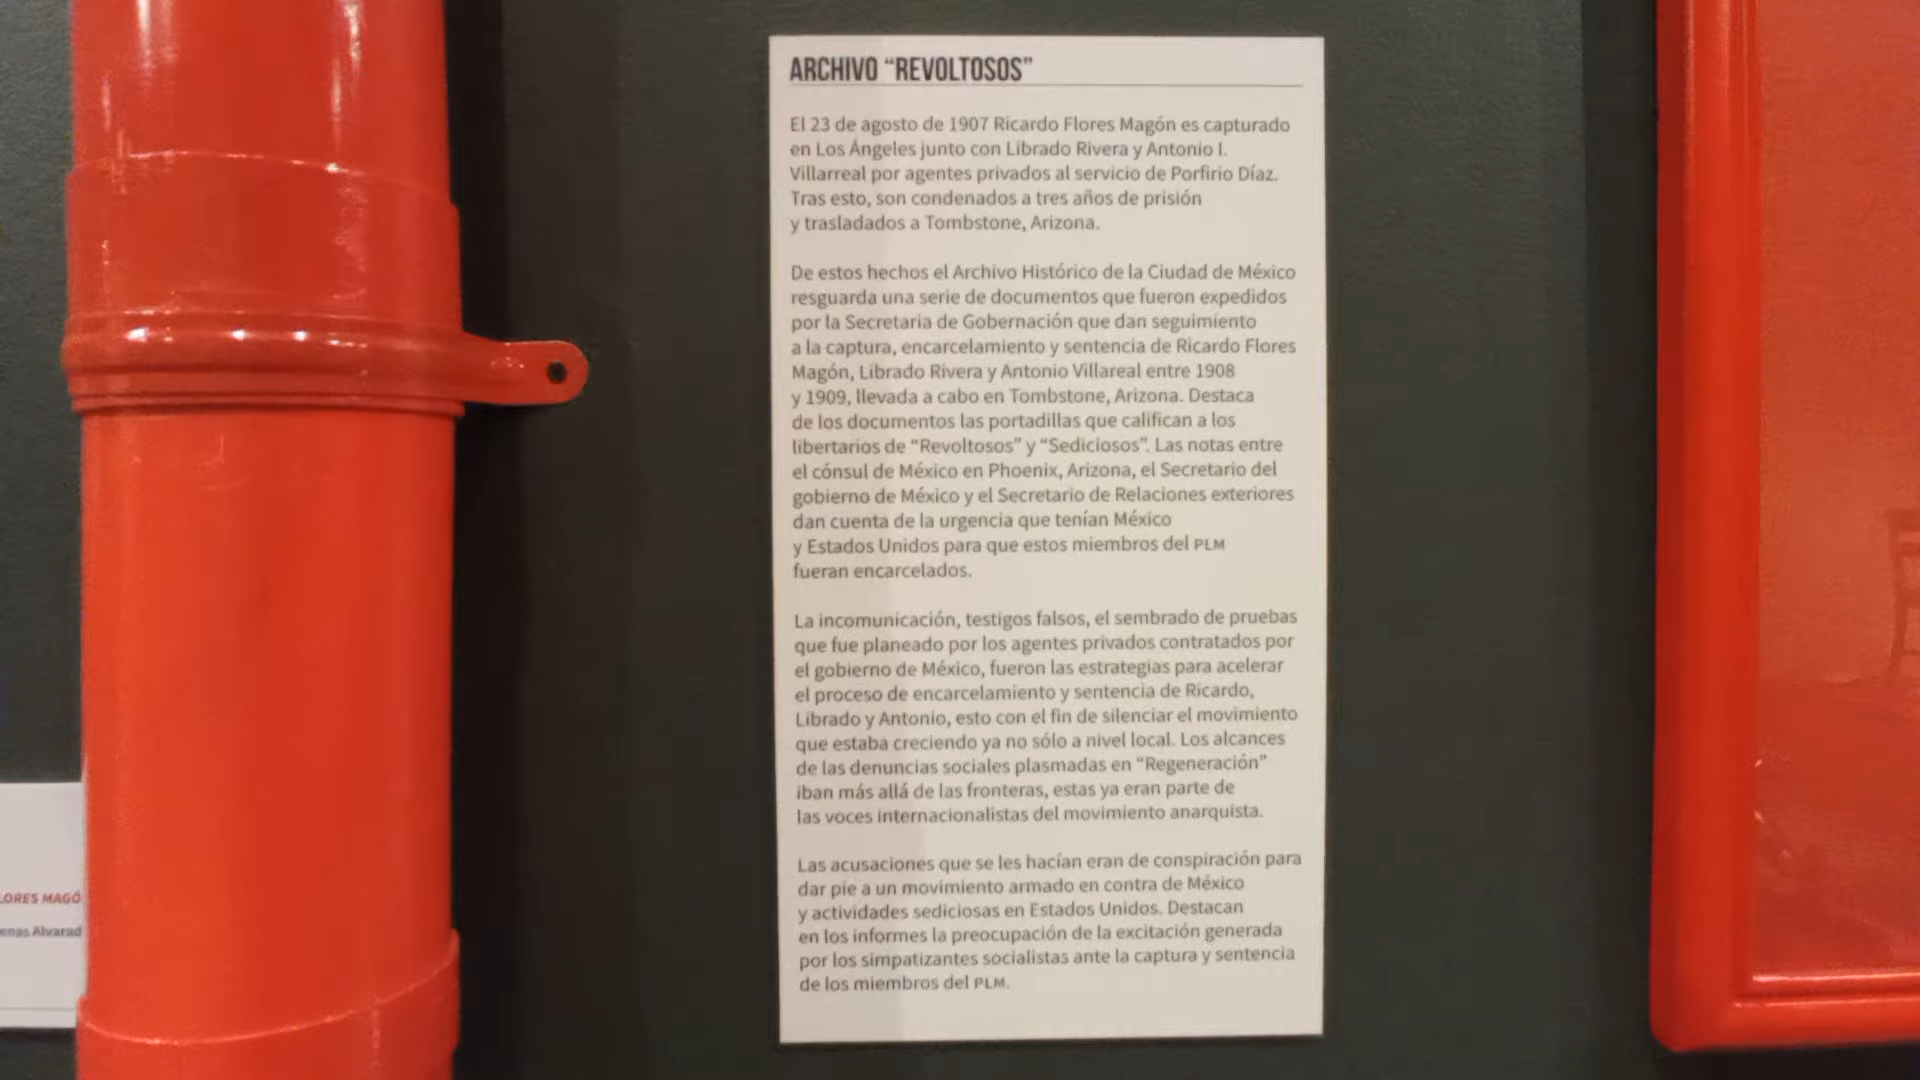 ARCHIVO “REVOLTOSOS”
El 23 de agosto de 1907 Ricardo Flores Magón es capturado
en Los Ángeles junto con Librado Rivera y Antonio I.
Villarreal por agentes privados al servicio de Porfirio Díaz.
Tras esto, son condenados a tres años de prisión
y trasladados a Tombstone, Arizona.
De estos hechos el Archivo Histórico de la Ciudad de México
resguarda una serie de documentos que fueron expedidos
por la Secretaria de Gobernación que dan seguimiento
a la captura, encarcelamiento y sentencia de Ricardo Flores
Magón, Librado Rivera y Antonio Villareal entre 1908
y 1909, llevada a cabo en Tombstone, Arizona. Destaca
de los documentos las portadillas que califican a los
libertarios de “Revoltosos” y “Sediciosos”. Las notas entre
el cónsul de México en Phoenix, Arizona, el Secretario del
gobierno de México y el Secretario de Relaciones exteriores
dan cuenta de la urgencia que tenían México
y Estados Unidos para que estos miembros del PLM
fueran encarcelados.
La incomunicación, testigos falsos, el sembrado de pruebas
que fue planeado por los agentes privados contratados por
el gobierno de México, fueron las estrategias para acelerar
el proceso de encarcelamiento y sentencia de Ricardo,
Librado y Antonio, esto con el fin de silenciar el movimiento
que estaba creciendo ya no sólo a nivel local. Los alcances
de las denuncias sociales plasmadas en “Regeneración”
iban más allá de las fronteras, estas ya eran parte de
las voces internacionalistas del movimiento anarquista.
Las acusaciones que se les hacían eran de conspiración para
dar pie a un movimiento armado en contra de México
y actividades sediciosas en Estados Unidos. Destacan
en los informes la preocupación de la excitación generada
por los simpatizantes socialistas ante la captura y sentencia
de los miembros del PLM.
LORES MAGÓ
enas Alvarad